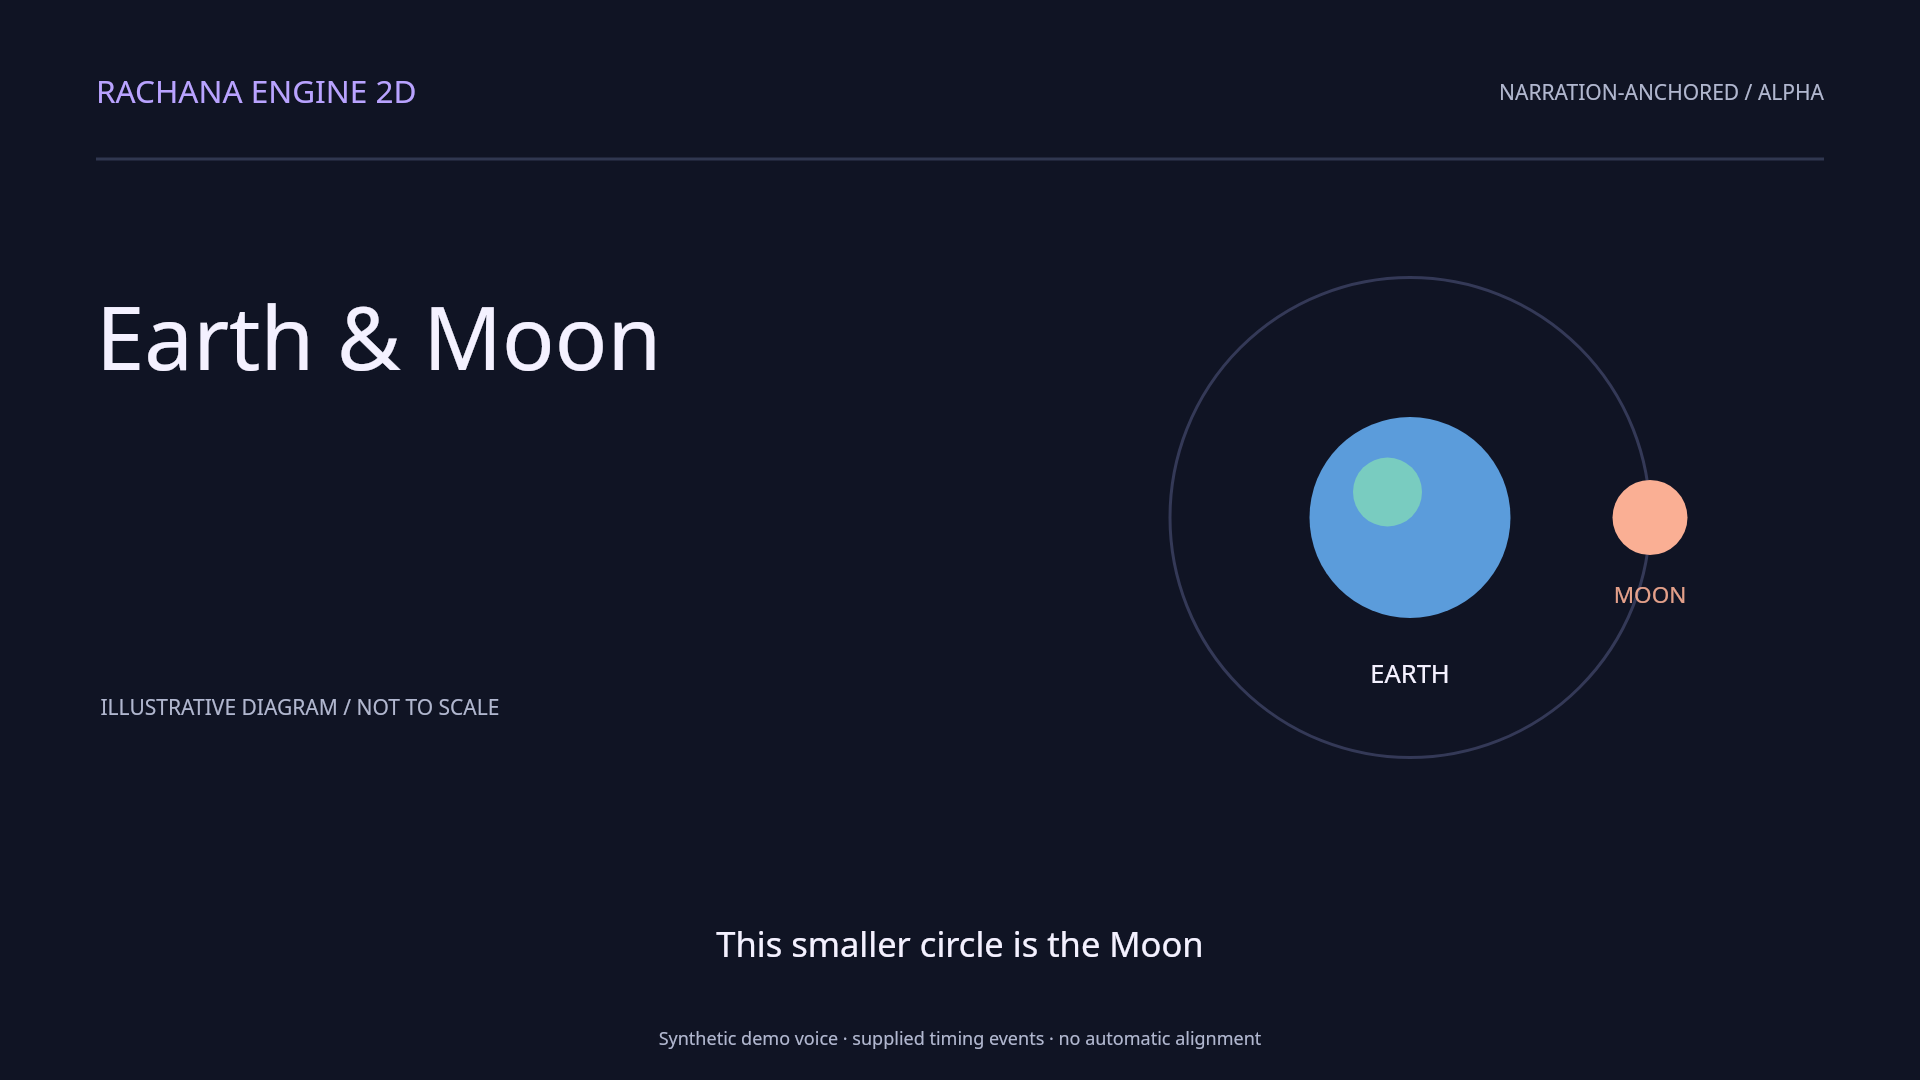 RACHANA ENGINE 2D
NARRATION-ANCHORED / ALPHA
Earth & Moon
MOON
EARTH
ILLUSTRATIVE DIAGRAM / NOT TO SCALE
This smaller circle is the Moon
Synthetic demo voice · supplied timing events · no automatic alignment